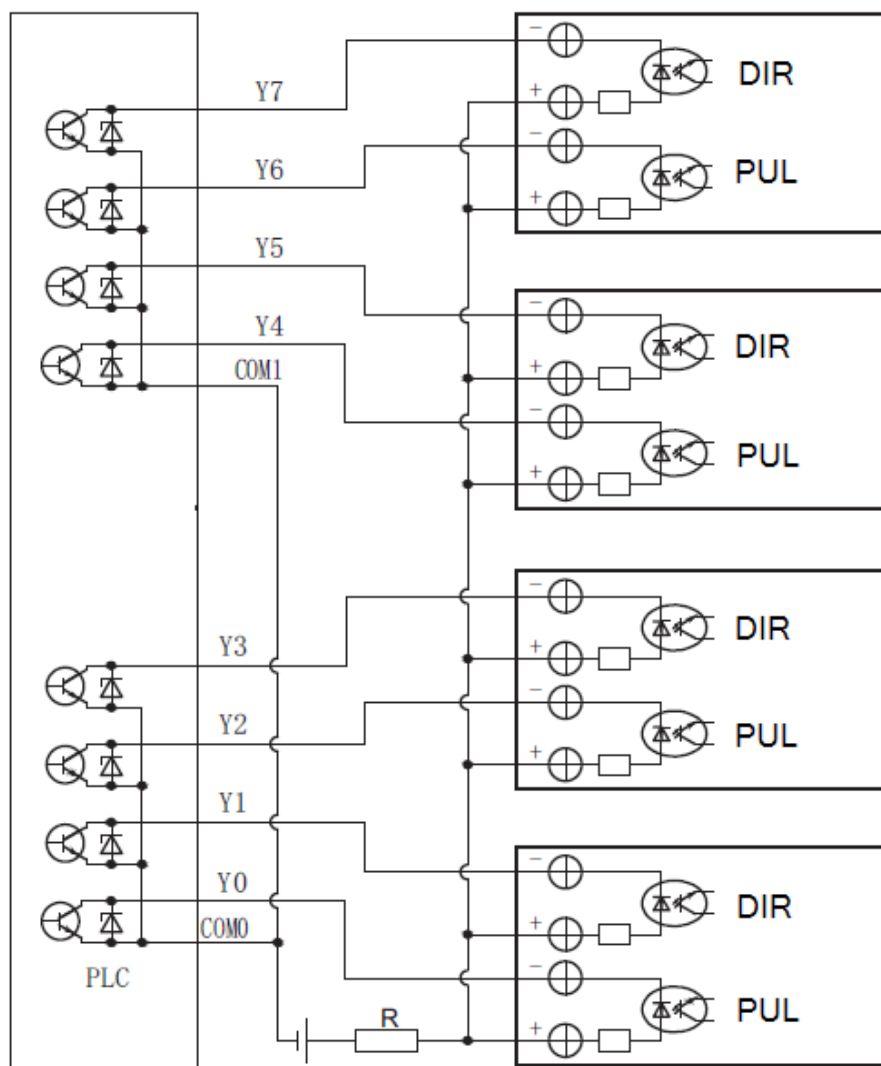 Y7
Y6
Y5
Y4
COM1
Y3
Y2
Y1
Y0
COM0
PLC
R
− DIR
+
− PUL
+
− DIR
+
− PUL
+
− DIR
+
− PUL
+
− DIR
+
− PUL
+